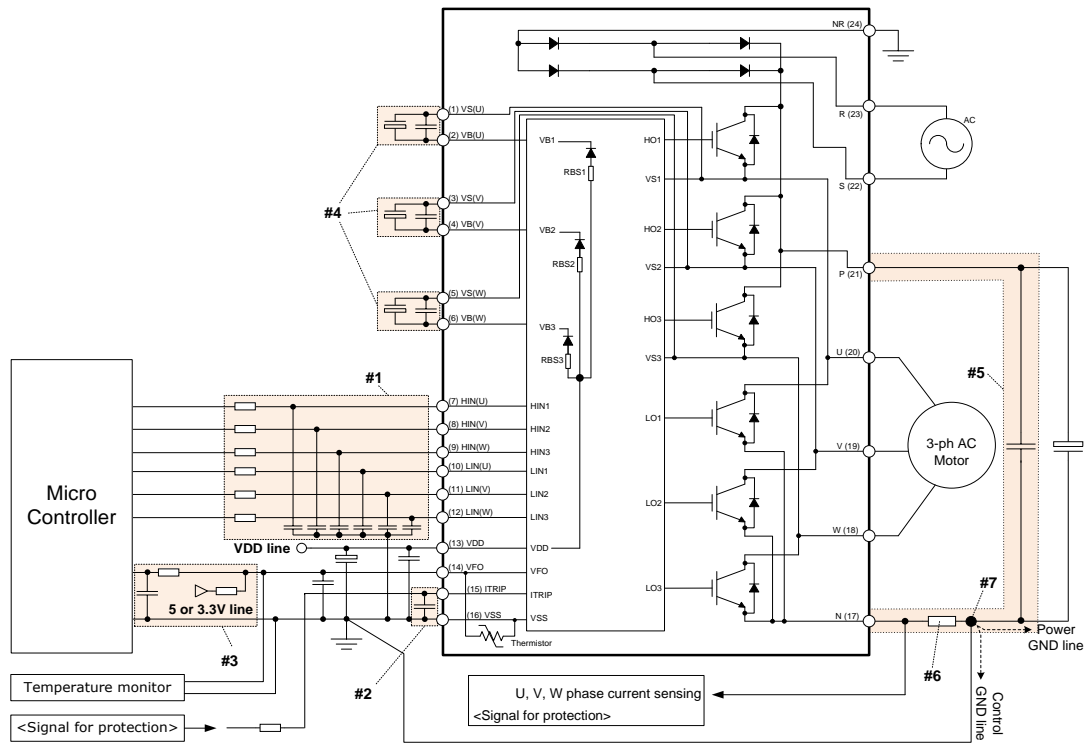 NR (24)
R (23)
AC
S (22)
P (21)
U (20)
V (19)
W (18)
N (17)
(1) VS(U)
(2) VB(U)
(3) VS(V)
(4) VB(V)
(5) VS(W)
(6) VB(W)
(7) HIN(U)
(8) HIN(V)
(9) HIN(W)
(10) LIN(U)
(11) LIN(V)
(12) LIN(W)
(13) VDD
(14) VFO
(15) ITRIP
(16) VSS
VB1
RBS1
VB2
RBS2
VB3
RBS3
HIN1
HIN2
HIN3
LIN1
LIN2
LIN3
VDD
VFO
ITRIP
VSS
Thermistor
HO1
VS1
HO2
VS2
HO3
VS3
LO1
LO2
LO3
#4
#1
#5
#7
#6
#3
#2
Micro
Controller
VDD line
5 or 3.3V line
3-ph AC
Motor
Power
GND line
Control
GND line
Temperature monitor
<Signal for protection>
U, V, W phase current sensing
<Signal for protection>